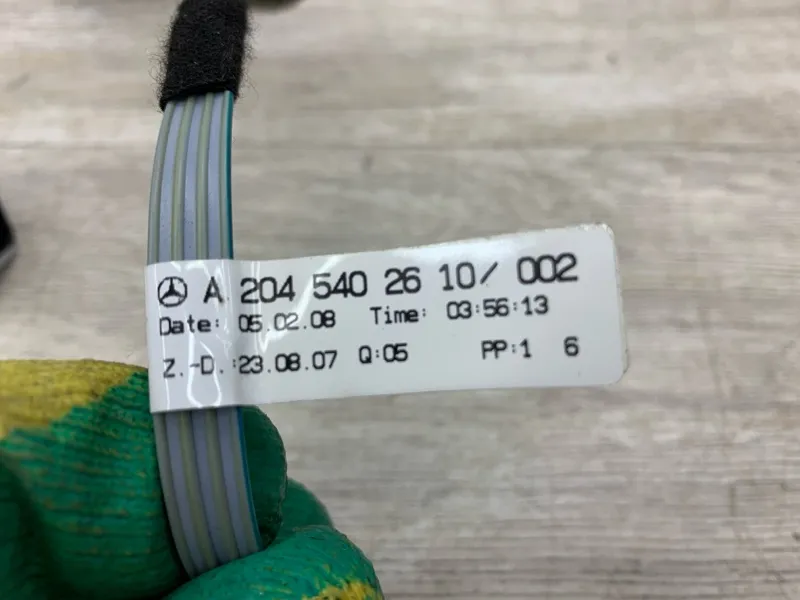 A 204 540 26 10/ 002
Date: 05.02.08 Time: 03:56:13
Z.-D.:23.08.07 Q:05 PP:1 6